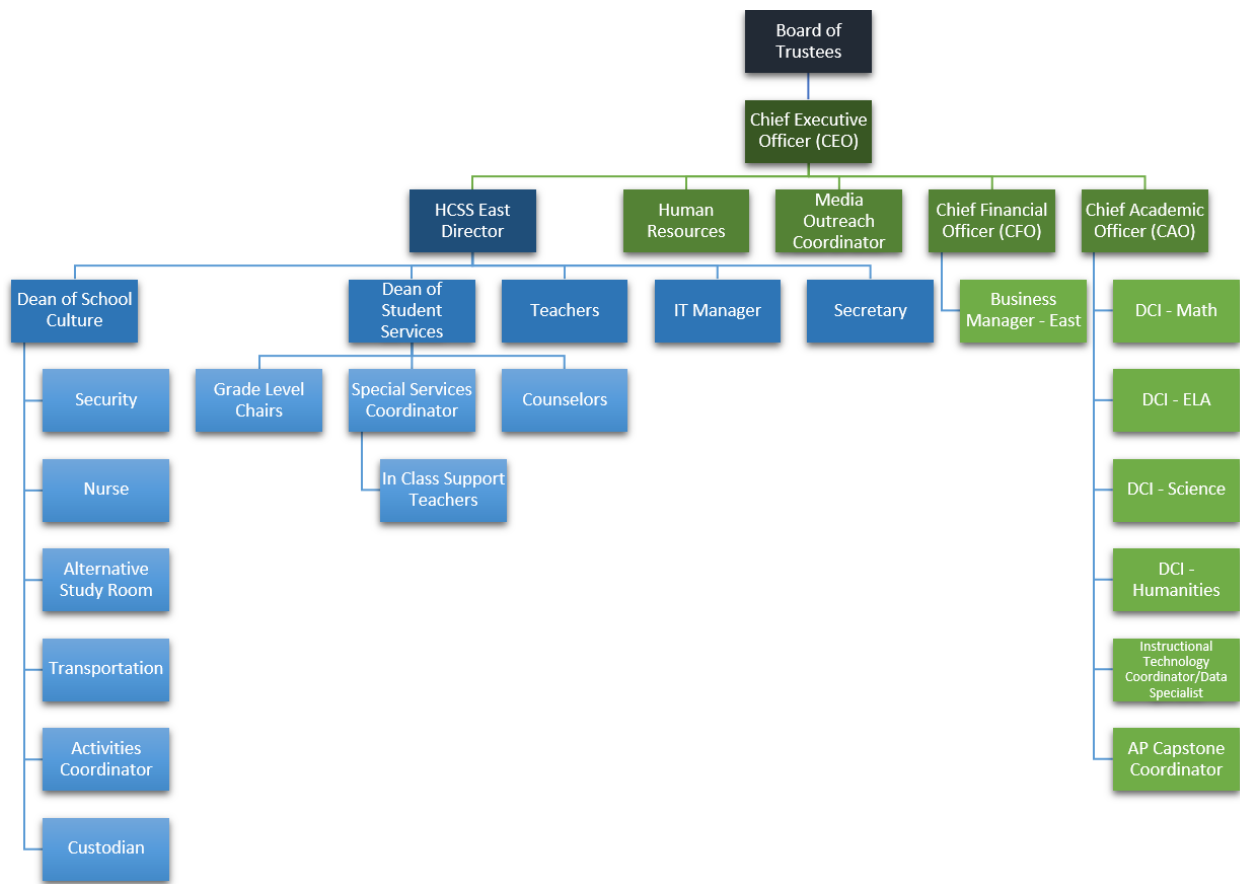 Board of
Trustees
Chief Executive
Officer (CEO)
HCSS East
Director
Human
Resources
Media
Outreach
Coordinator
Chief Financial
Officer (CFO)
Chief Academic
Officer (CAO)
Dean of School
Culture
Dean of
Student
Services
Teachers
IT Manager
Secretary
Business
Manager - East
DCI - Math
Security
Grade Level
Chairs
Special Services
Coordinator
Counselors
DCI - ELA
Nurse
In Class Support
Teachers
DCI - Science
Alternative
Study Room
DCI -
Humanities
Transportation
Instructional
Technology
Coordinator/Data
Specialist
Activities
Coordinator
AP Capstone
Coordinator
Custodian